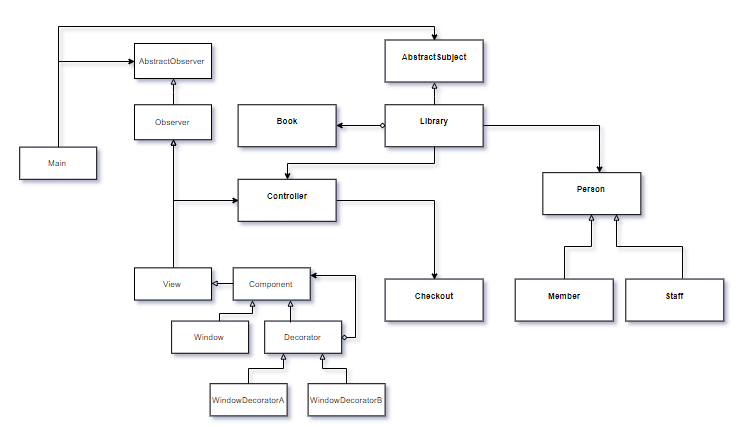 AbstractSubject
AbstractObserver
Observer
Book
Library
Main
Person
Controller
View
Component
Checkout
Member
Staff
Window
Decorator
WindowDecoratorA
WindowDecoratorB